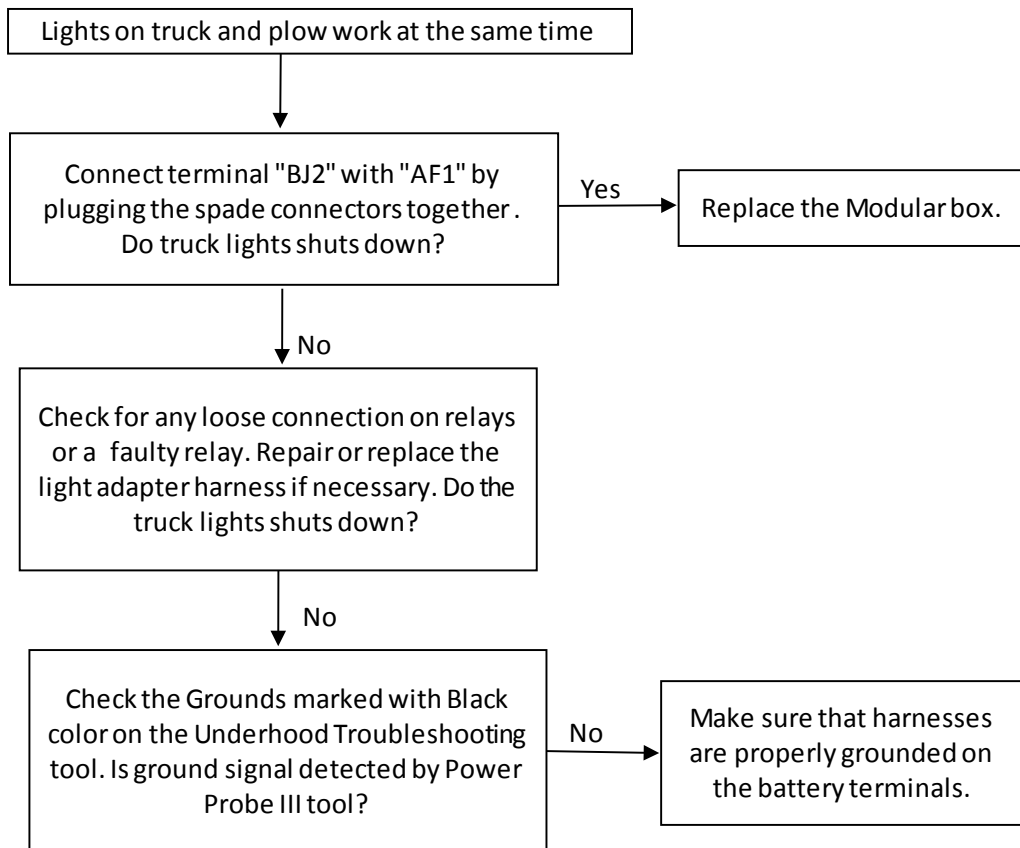 Lights on truck and plow work at the same time
Connect terminal "BJ2" with "AF1" by
plugging the spade connectors together.
Do truck lights shuts down?
Yes
Replace the Modular box.
No
Check for any loose connection on relays
or a faulty relay. Repair or replace the
light adapter harness if necessary. Do the
truck lights shuts down?
No
Check the Grounds marked with Black
color on the Underhood Troubleshooting
tool. Is ground signal detected by Power
Probe III tool?
No
Make sure that harnesses
are properly grounded on
the battery terminals.